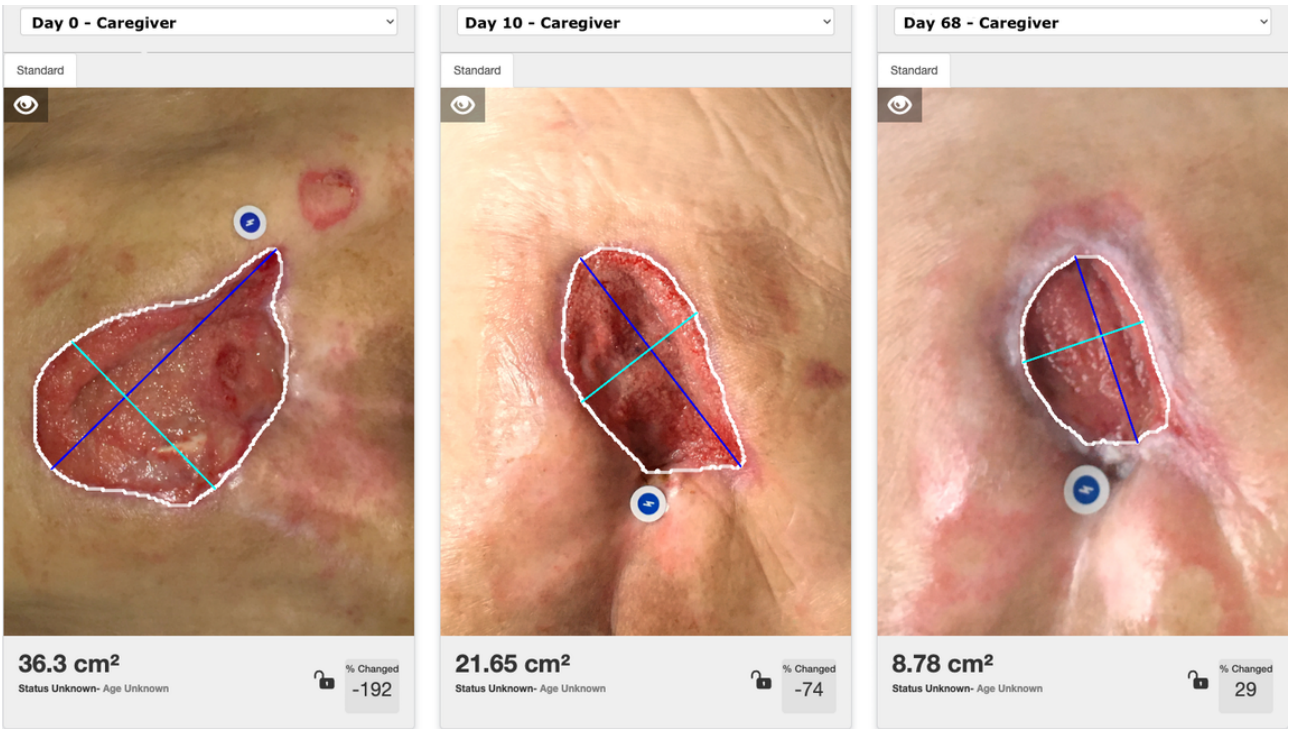 Day 0 - Caregiver
Standard
36.3 cm²
Status Unknown- Age Unknown
% Changed
-192
Day 10 - Caregiver
Standard
21.65 cm²
Status Unknown- Age Unknown
% Changed
-74
Day 68 - Caregiver
Standard
8.78 cm²
Status Unknown- Age Unknown
% Changed
29